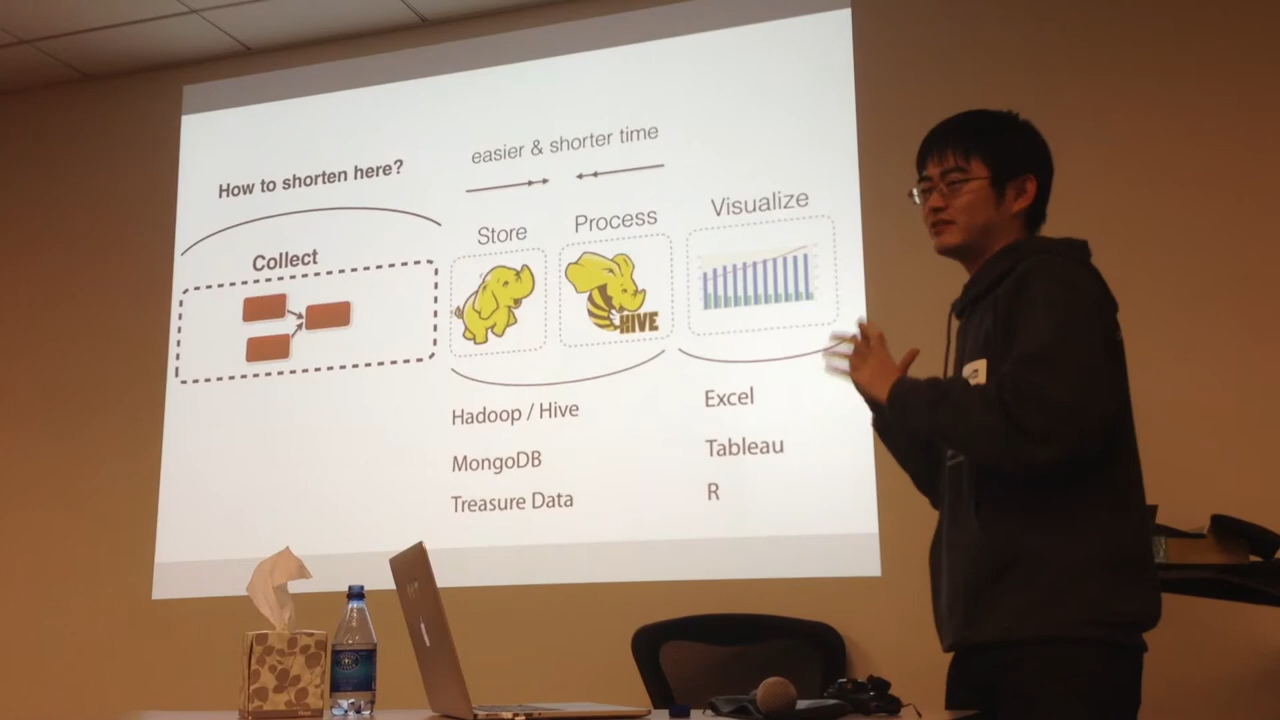 How to shorten here?
easier & shorter time
Collect
Store
Process
Visualize
HIVE
Hadoop / Hive
MongoDB
Treasure Data
Excel
Tableau
R